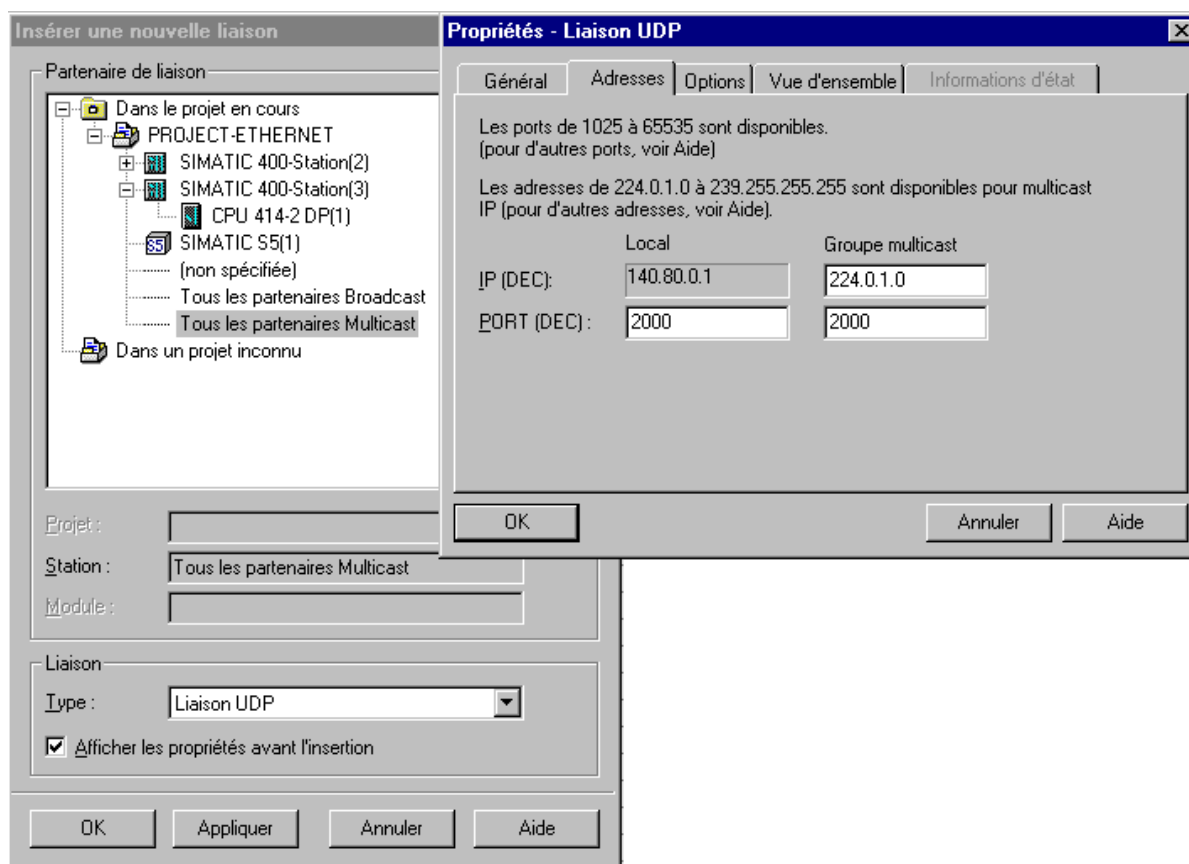 Insérer une nouvelle liaison
Partenaire de liaison
Dans le projet en cours
PROJECT-ETHERNET
SIMATIC 400-Station(2)
SIMATIC 400-Station(3)
CPU 414-2 DP(1)
S5 SIMATIC S5(1)
(non spécifiée)
Tous les partenaires Broadcast
Tous les partenaires Multicast
Dans un projet inconnu
Projet :
Station : Tous les partenaires Multicast
Module :
Liaison
Type : Liaison UDP
Afficher les propriétés avant l'insertion
OK Appliquer Annuler Aide
Propriétés - Liaison UDP
Général Adresses Options Vue d'ensemble Informations d'état
Les ports de 1025 à 65535 sont disponibles.
(pour d'autres ports, voir Aide)
Les adresses de 224.0.1.0 à 239.255.255.255 sont disponibles pour multicast
IP (pour d'autres adresses, voir Aide).
Local Groupe multicast
IP (DEC): 140.80.0.1 224.0.1.0
PORT (DEC) : 2000 2000
OK Annuler Aide